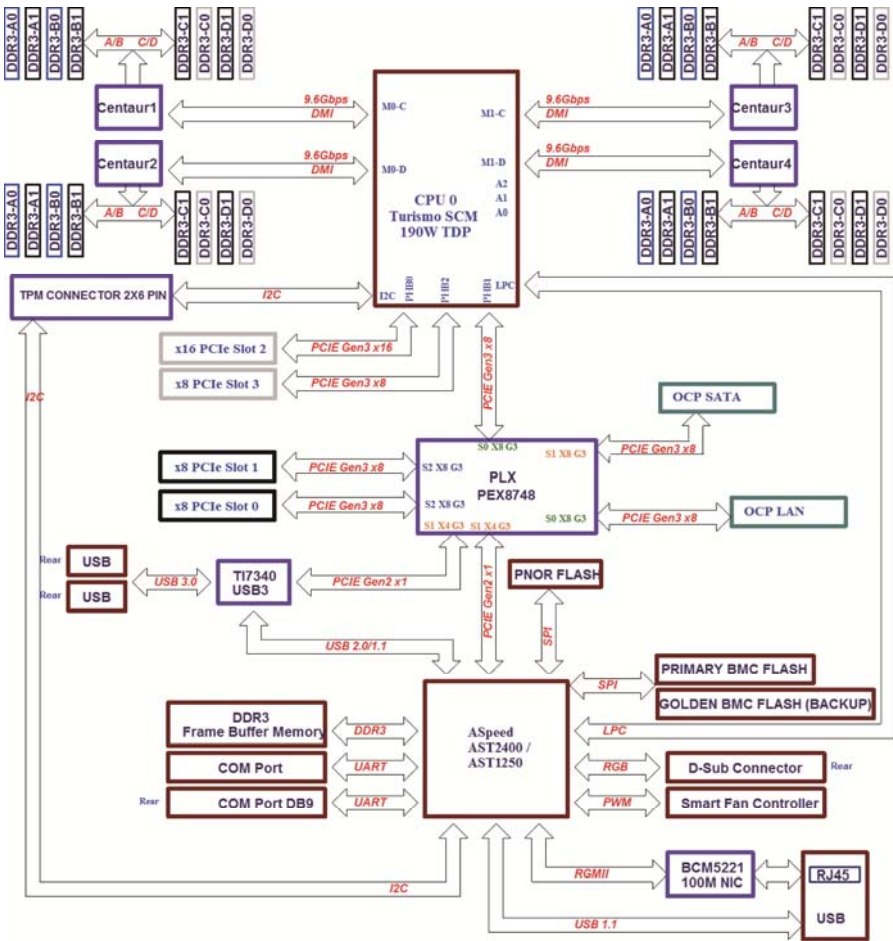 DDR3-A0
DDR3-A1
DDR3-B0
DDR3-B1
A/B
C/D
DDR3-C1
DDR3-C0
DDR3-D1
DDR3-D0
DDR3-A0
DDR3-A1
DDR3-B0
DDR3-B1
A/B
C/D
DDR3-C1
DDR3-C0
DDR3-D1
DDR3-D0
Centaur1
9.6Gbps
DMI
M0-C
M1-C
9.6Gbps
DMI
Centaur3
Centaur2
9.6Gbps
DMI
M0-D
M1-D
9.6Gbps
DMI
Centaur4
A2
A1
A0
CPU 0
Turismo SCM
190W TDP
DDR3-A0
DDR3-A1
DDR3-B0
DDR3-B1
A/B
C/D
DDR3-C1
DDR3-C0
DDR3-D1
DDR3-D0
DDR3-A0
DDR3-A1
DDR3-B0
DDR3-B1
A/B
C/D
DDR3-C1
DDR3-C0
DDR3-D1
DDR3-D0
TPM CONNECTOR 2X6 PIN
I2C
I2C
PHB0
PHB2
PHB1
LPC
x16 PCIe Slot 2
PCIE Gen3 x16
x8 PCIe Slot 3
PCIE Gen3 x8
PCIE Gen3 x8
I2C
OCP SATA
PCIE Gen3 x8
S0 X8 G3
S1 X8 G3
x8 PCIe Slot 1
PCIE Gen3 x8
S2 X8 G3
PLX
PEX8748
x8 PCIe Slot 0
PCIE Gen3 x8
S2 X8 G3
S1 X4 G3
S1 X4 G3
S0 X8 G3
PCIE Gen3 x8
OCP LAN
Rear
USB
Rear
USB
USB 3.0
TI7340
USB3
PCIE Gen2 x1
PCIE Gen2 x1
PNOR FLASH
SPI
USB 2.0/1.1
SPI
PRIMARY BMC FLASH
GOLDEN BMC FLASH (BACKUP)
DDR3
Frame Buffer Memory
DDR3
ASpeed
AST2400 /
AST1250
LPC
COM Port
UART
RGB
D-Sub Connector
Rear
Rear
COM Port DB9
UART
PWM
Smart Fan Controller
I2C
RGMII
BCM5221
100M NIC
RJ45
USB
USB 1.1